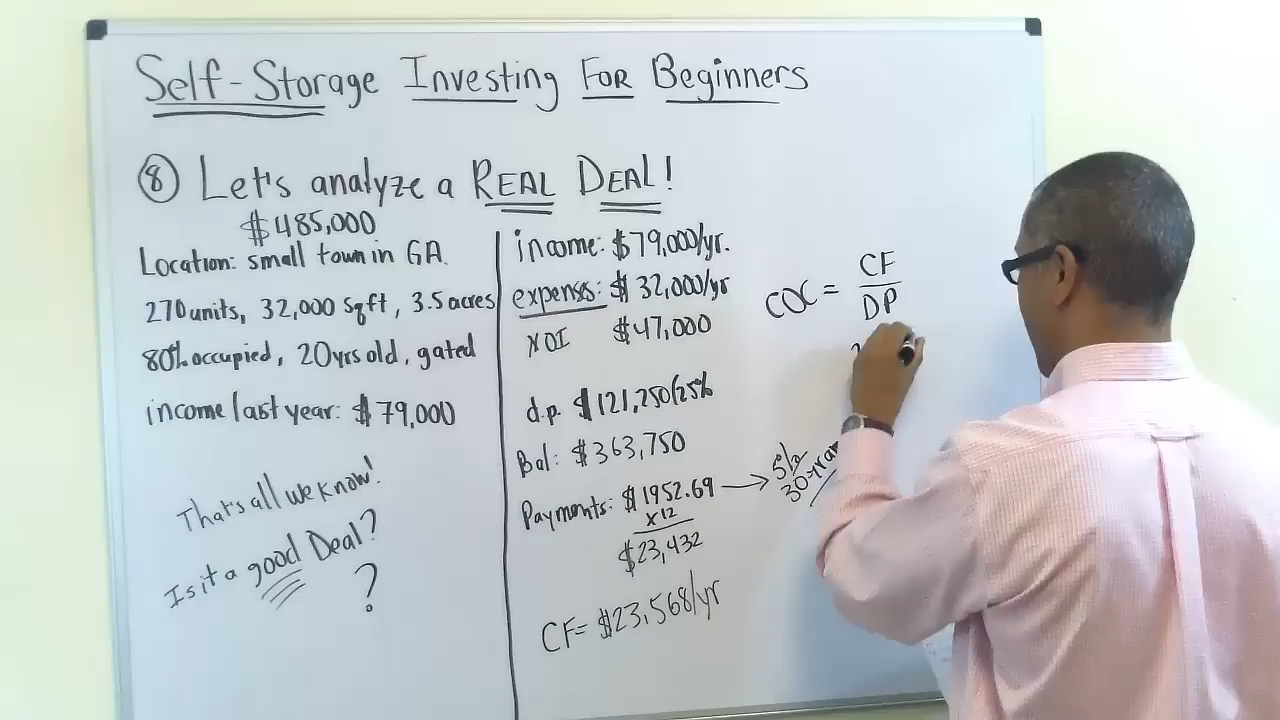 Self-Storage Investing For Beginners
⑧ Let's analyze a REAL DEAL!
$485,000
Location: small town in GA.
270 units, 32,000 sqft, 3.5 acres
80% occupied, 20yrs old, gated
income last year: $79,000
That's all we know!
Is it a good Deal?
?
income: $79,000/yr.
expenses: $32,000/yr
NOI $47,000
d.p. $121,250/25%
Bal: $363,750
Payments: $1952.69 → 5%
30-year
x12
$23,432
CF= $23,568/yr
COC = CF
DP